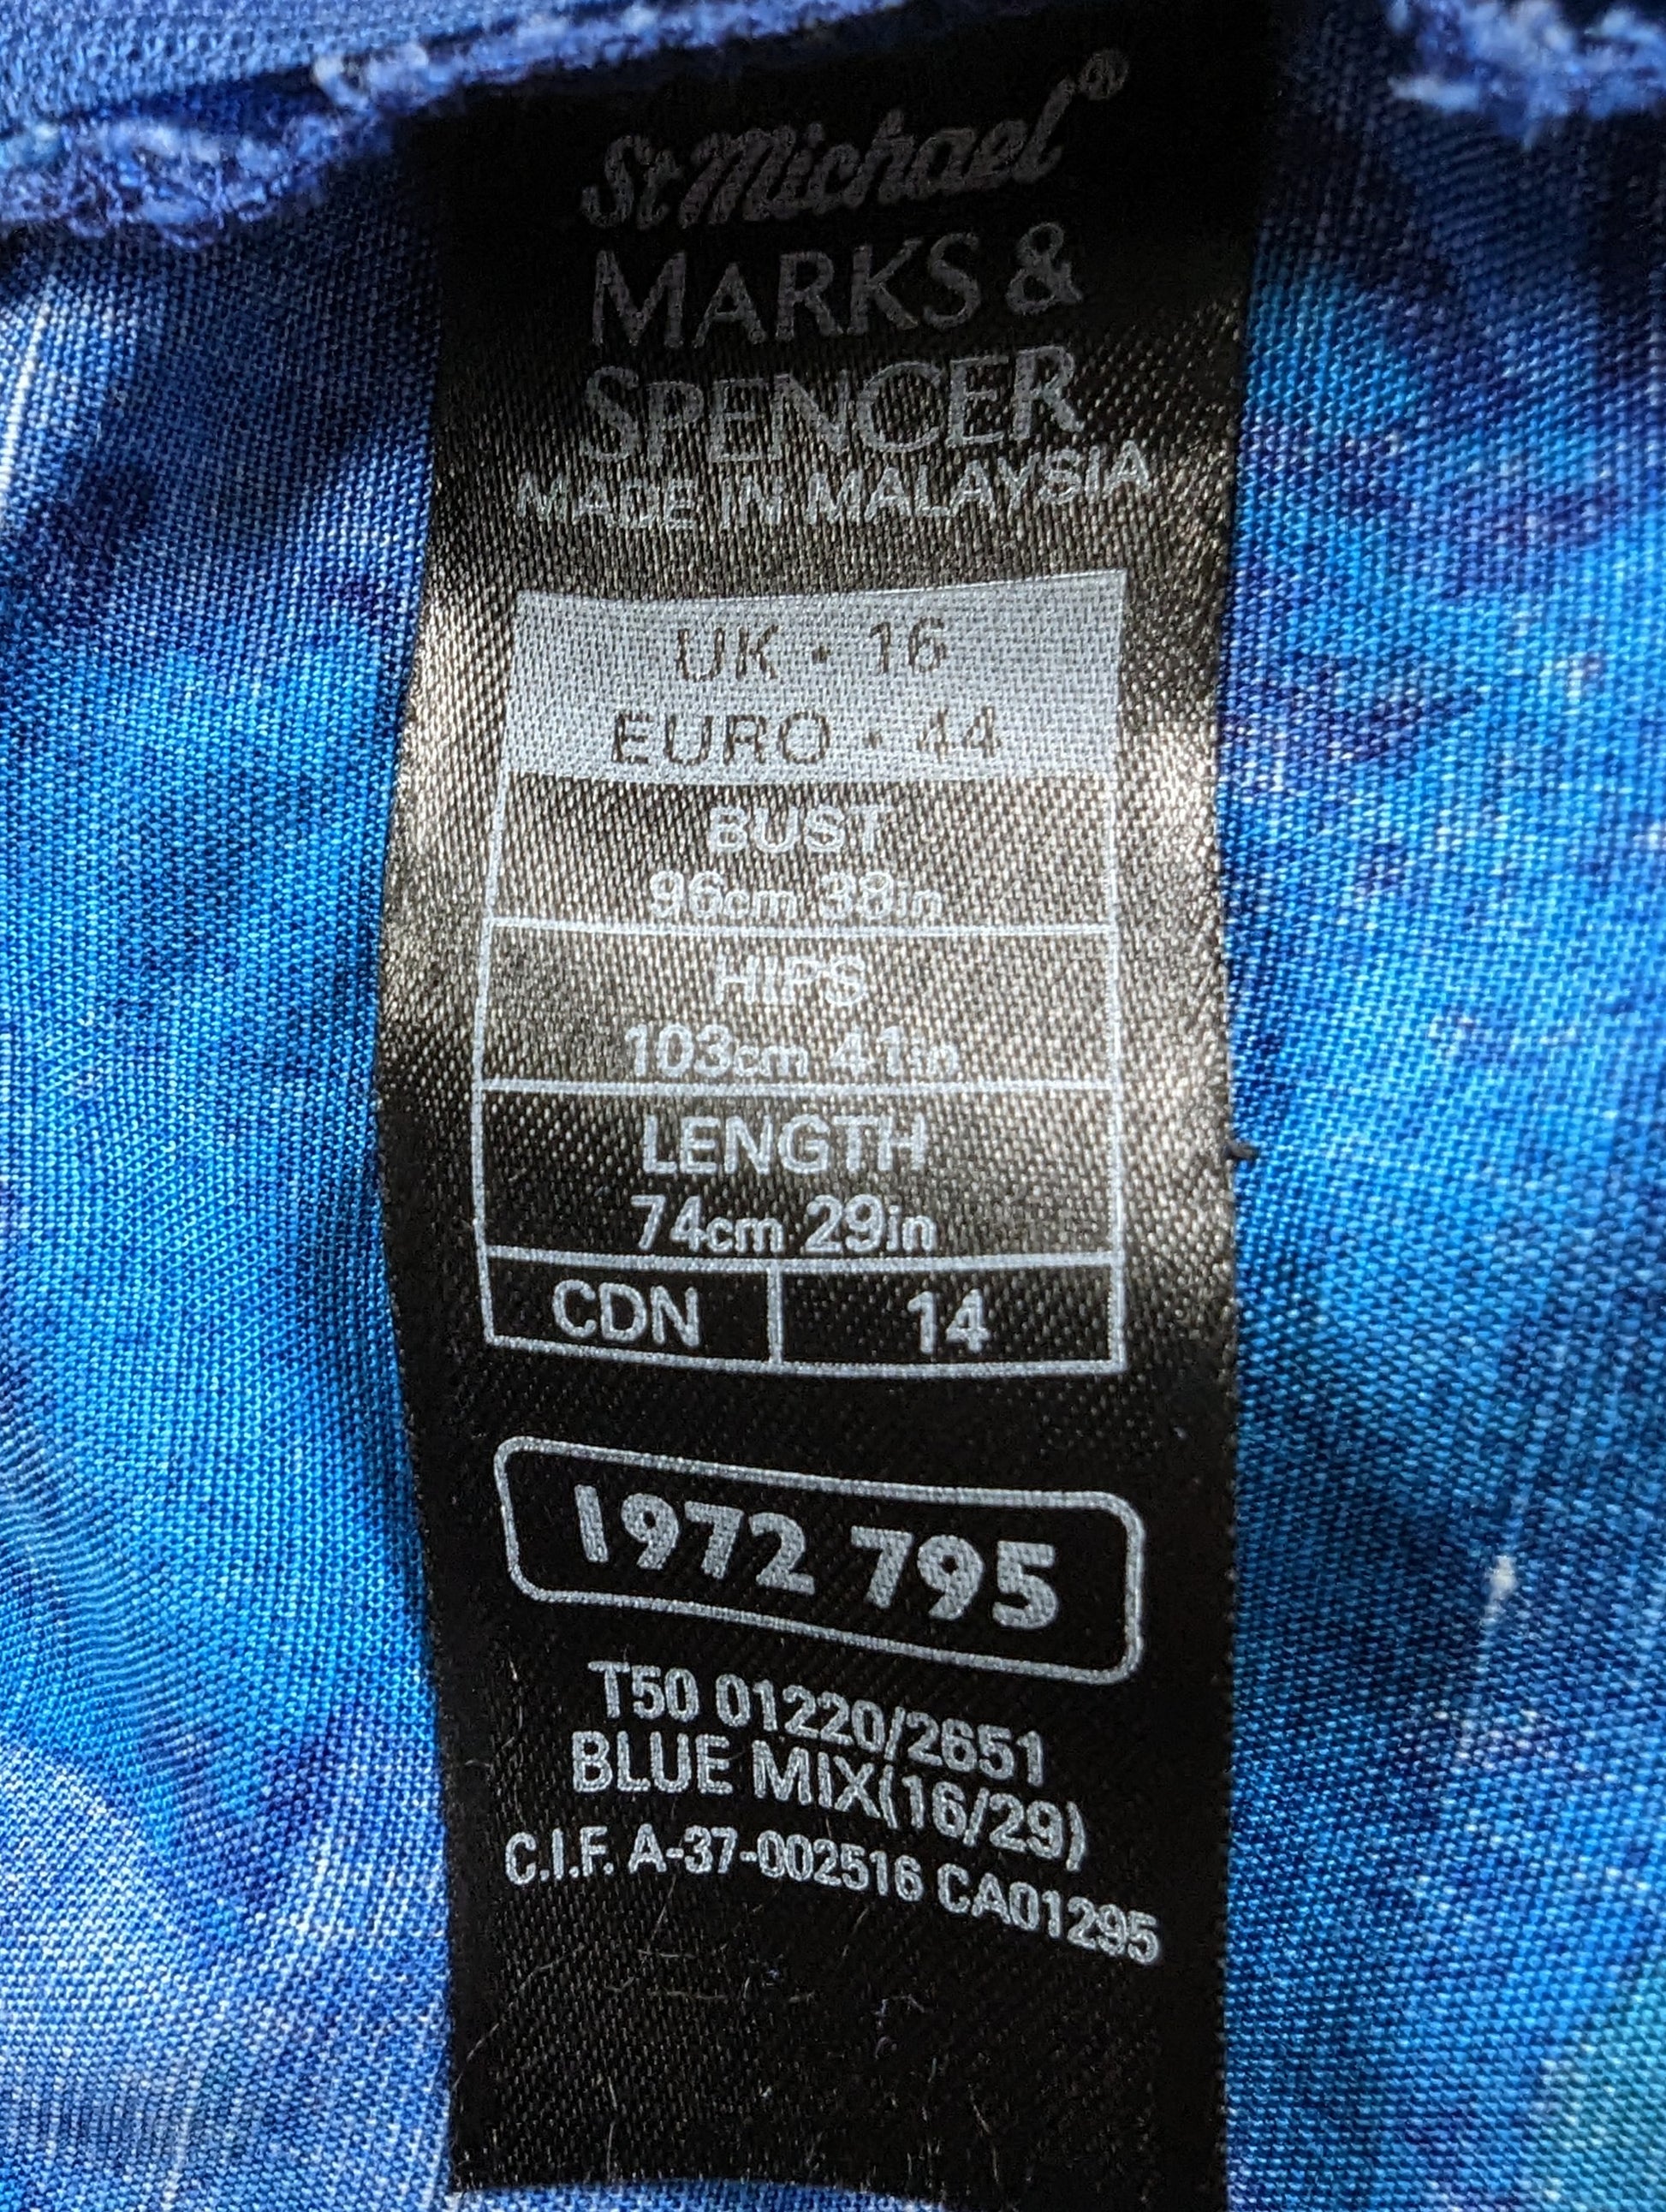 St Michael®
MARKS &
SPENCER
MADE IN MALAYSIA
UK • 16
EURO • 44
BUST
96cm 38in
HIPS
103cm 41in
LENGTH
74cm 29in
CDN 14
1972 795
T50 01220/2651
BLUE MIX(16/29)
C.I.F. A-37-002516 CA01295